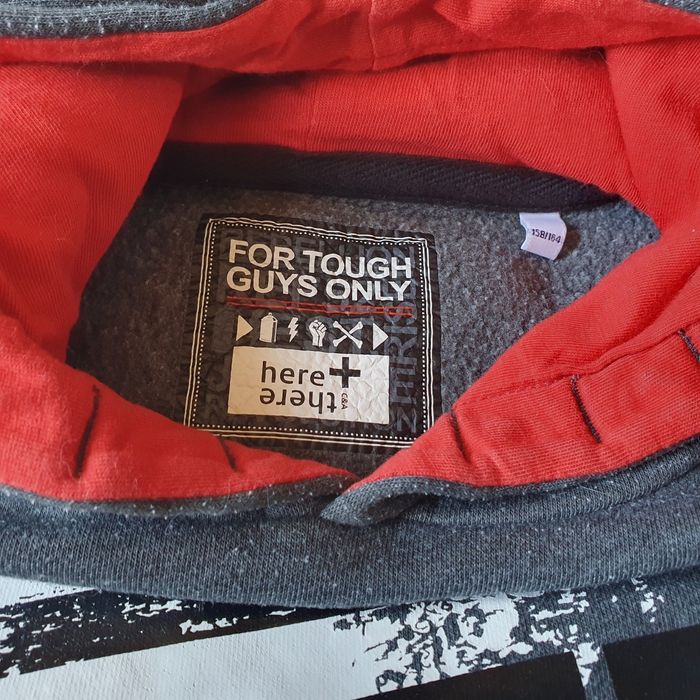 FOR TOUGH
GUYS ONLY
here+
there
C&A
158/164